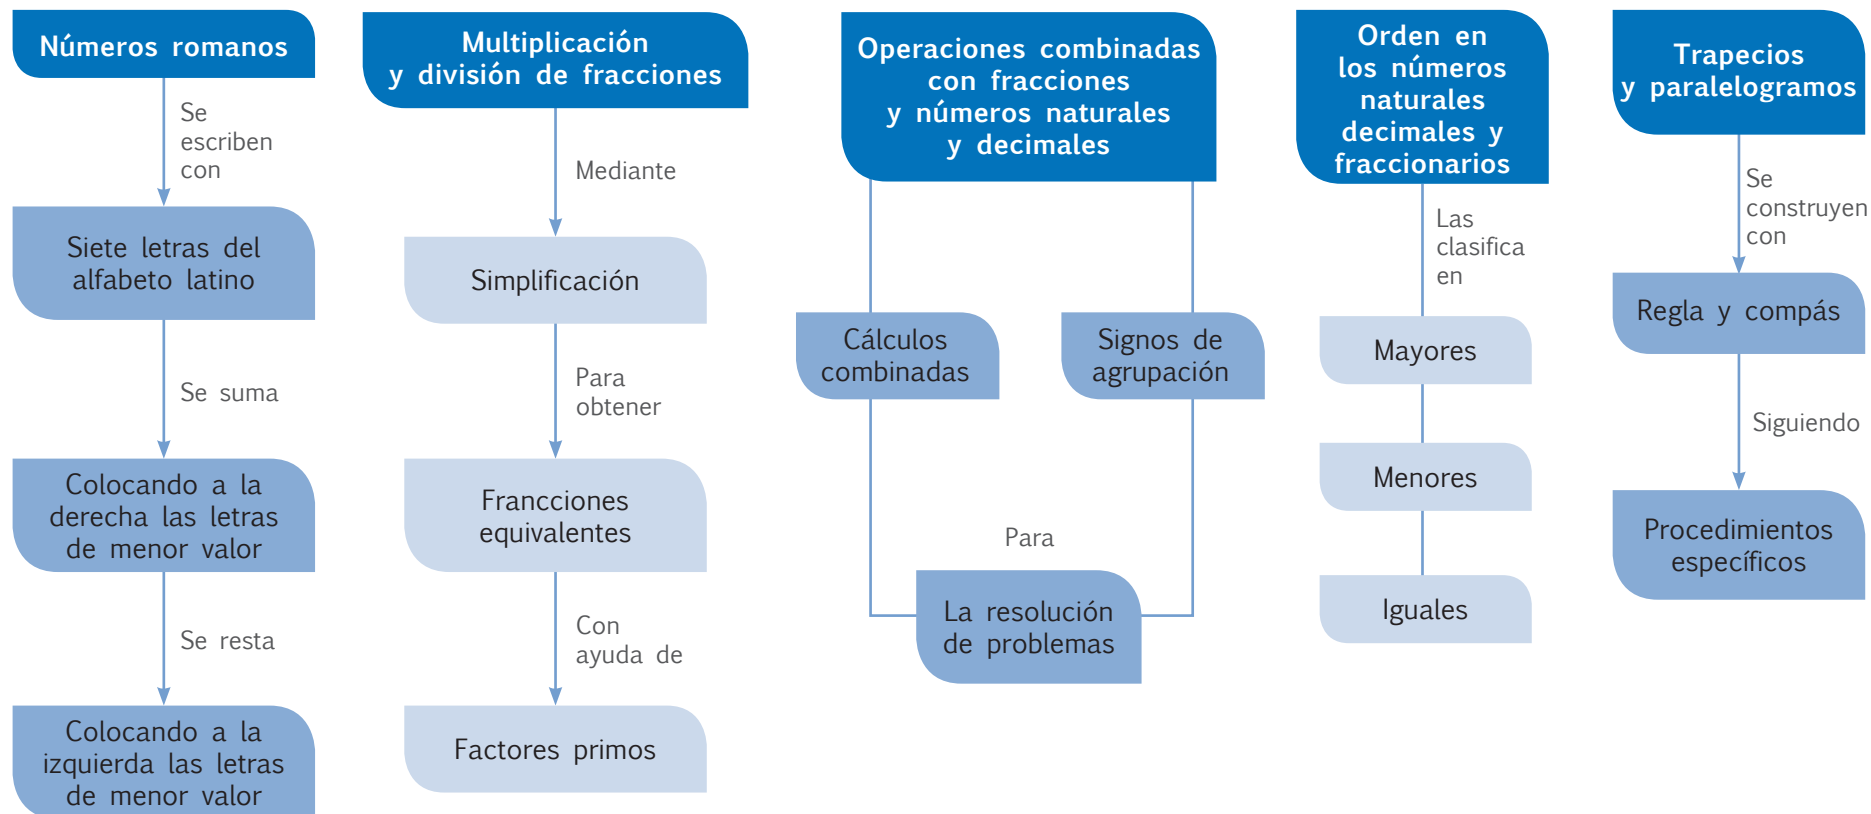 Números romanos
Se
escriben
con
Siete letras del
alfabeto latino
Se suma
Colocando a la
derecha las letras
de menor valor
Se resta
Colocando a la
izquierda las letras
de menor valor
Multiplicación
y división de fracciones
Mediante
Simplificación
Para
obtener
Francciones
equivalentes
Con
ayuda de
Factores primos
Operaciones combinadas
con fracciones
y números naturales
y decimales
Cálculos
combinadas
Signos de
agrupación
Para
La resolución
de problemas
Orden en
los números
naturales
decimales y
fraccionarios
Las
clasifica
en
Mayores
Menores
Iguales
Trapecios
y paralelogramos
Se
construyen
con
Regla y compás
Siguiendo
Procedimientos
específicos